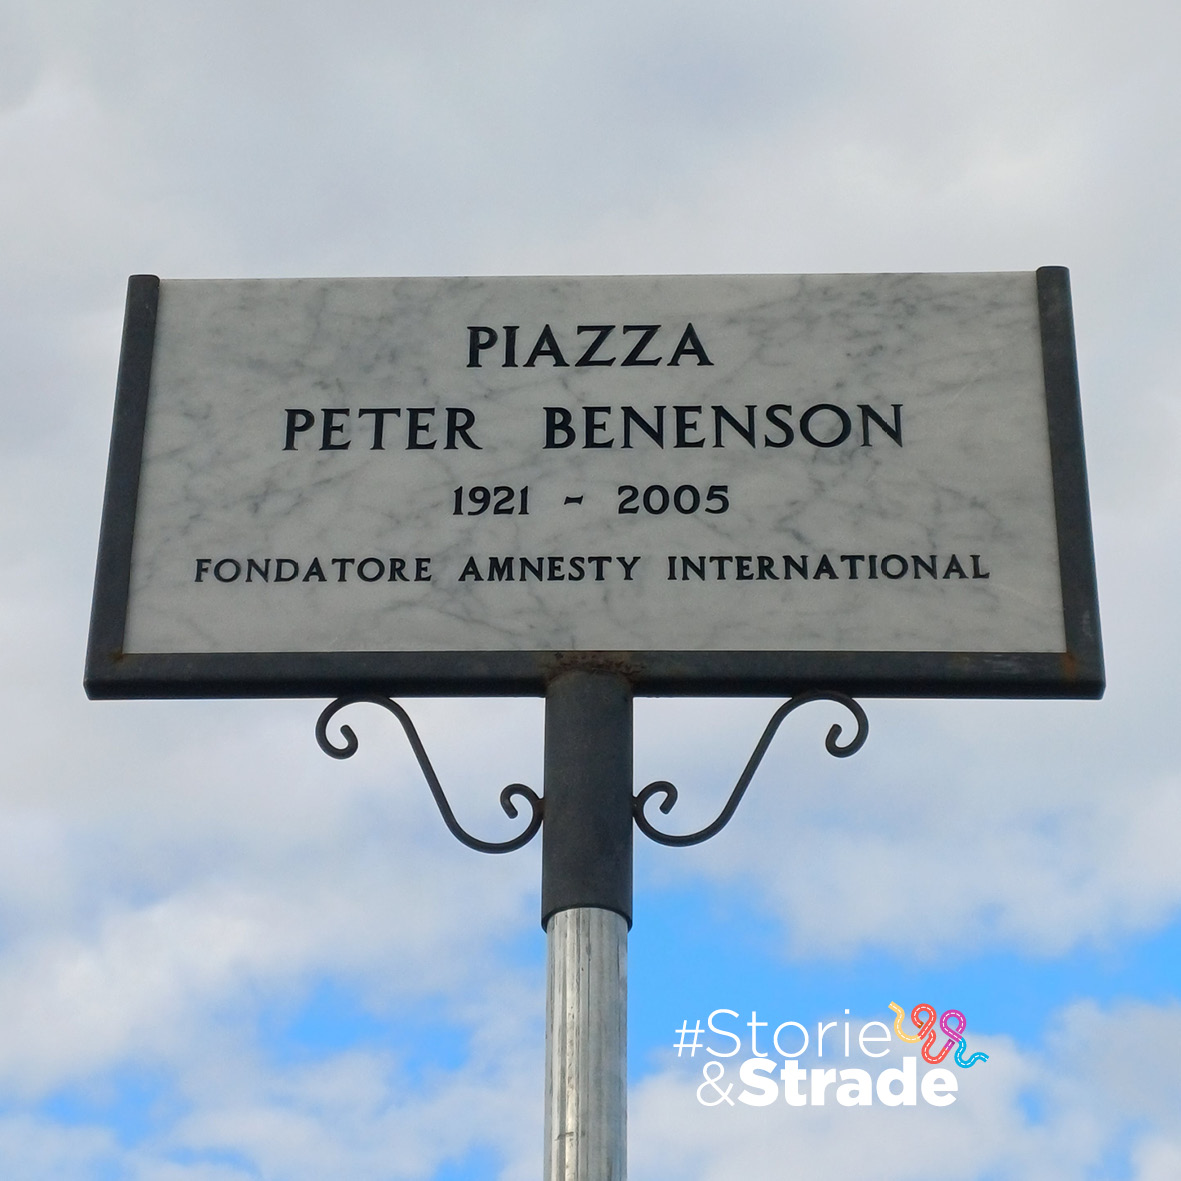 PIAZZA
PETER BENENSON
1921 - 2005
FONDATORE AMNESTY INTERNATIONAL
#Storie
&Strade